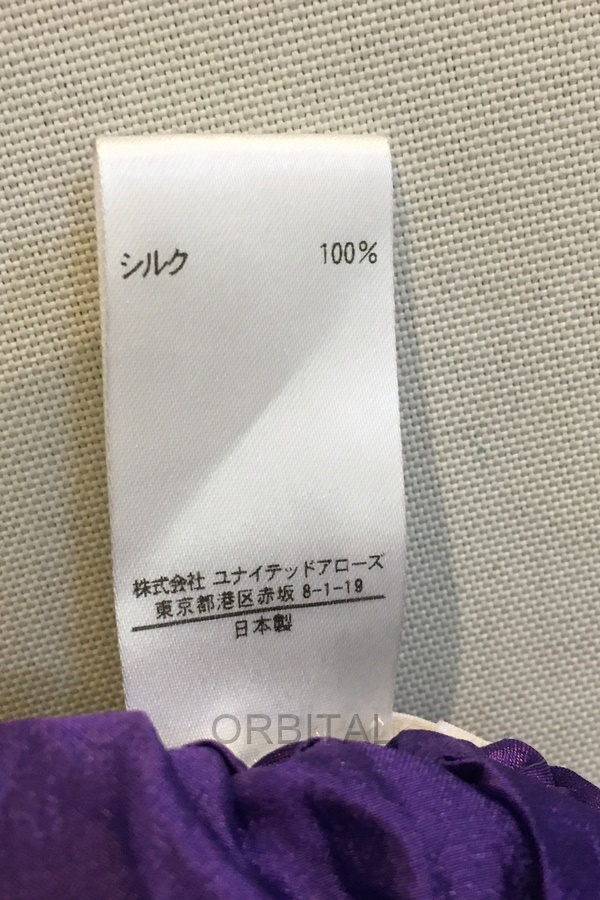 シルク 100%
株式会社 ユナイテッドアローズ
東京都港区赤坂 8-1-19
日本製
ORBITAL